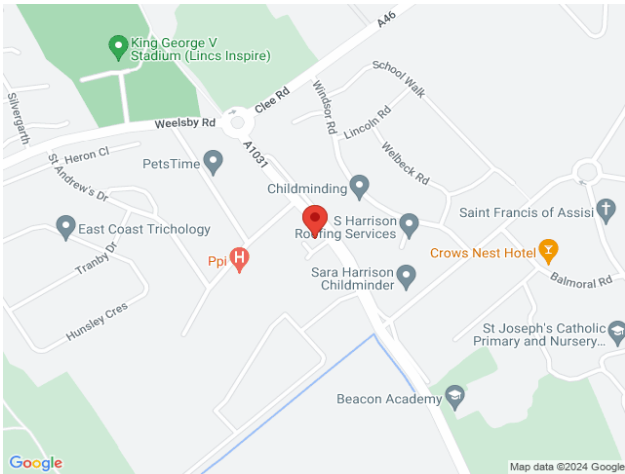 A46
King George V
Stadium (Lincs Inspire)
School Walk
Silvergarth
Windsor Rd
Clee Rd
Lincoln Rd
Weelsby Rd
Heron Cl
A1031
Welbeck Rd
PetsTime
St Andrew's Dr
Childminding
Saint Francis of Assisi
S Harrison
Roofing Services
East Coast Trichology
Tranby Dr
Crows Nest Hotel
H
Ppi
Sara Harrison
Childminder
Balmoral Rd
Hunsley Cres
St Joseph's Catholic
Primary and Nursery...
Beacon Academy
Google
Map data ©2024 Google